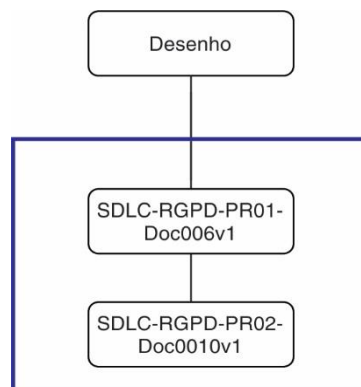 Desenho
SDLC-RGPD-PR01-
Doc006v1
SDLC-RGPD-PR02-
Doc0010v1